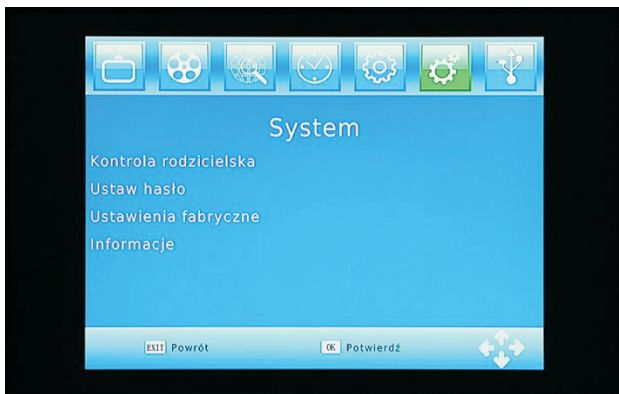 System
Kontrola rodzicielska
Ustaw hasło
Ustawienia fabryczne
Informacje
EXIT Powrót
OK Potwierdź